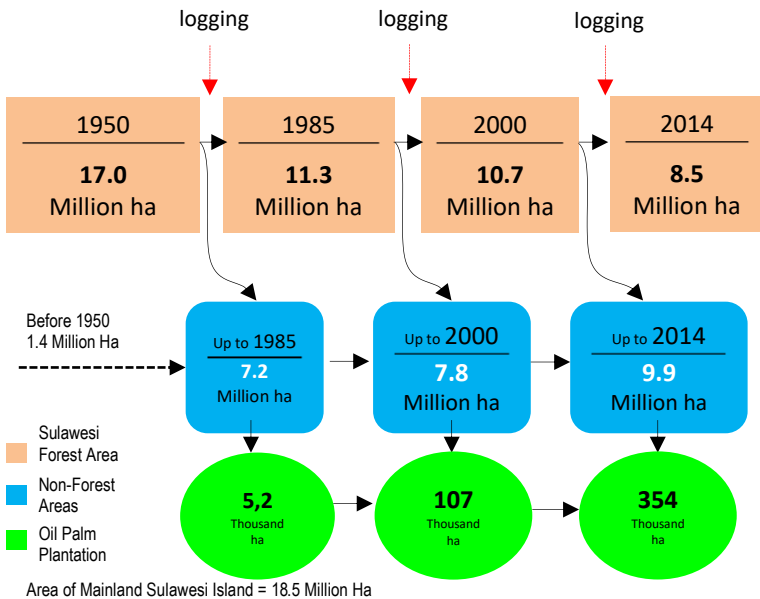 logging
logging
logging
1950
17.0
Million ha
1985
11.3
Million ha
2000
10.7
Million ha
2014
8.5
Million ha
Before 1950
1.4 Million Ha
Up to 1985
7.2
Million ha
Up to 2000
7.8
Million ha
Up to 2014
9.9
Million ha
Sulawesi
Forest Area
Non-Forest
Areas
Oil Palm
Plantation
5,2
Thousand
ha
107
Thousand
ha
354
Thousand
ha
Area of Mainland Sulawesi Island = 18.5 Million Ha